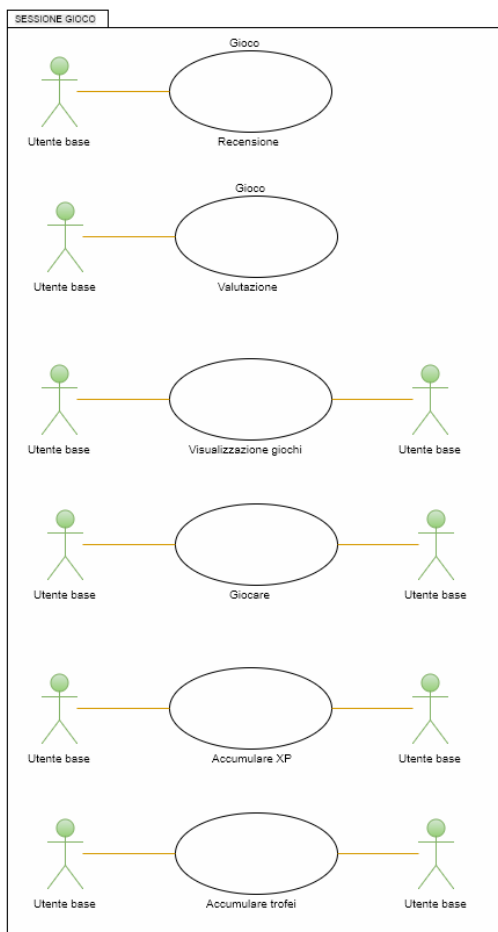 SESSIONE GIOCO
Gioco
Utente base
Recensione
Gioco
Utente base
Valutazione
Utente base
Visualizzazione giochi
Utente base
Utente base
Giocare
Utente base
Utente base
Accumulare XP
Utente base
Utente base
Accumulare trofei
Utente base